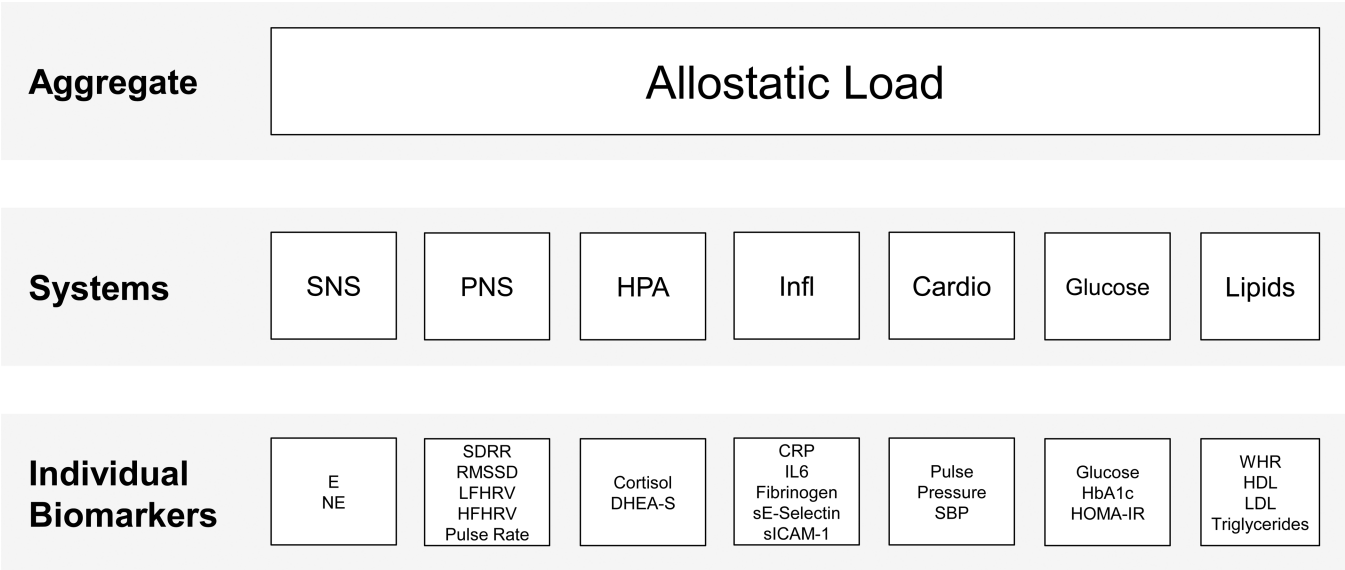 Aggregate
Allostatic Load
Systems
SNS
PNS
HPA
Infl
Cardio
Glucose
Lipids
Individual
Biomarkers
E
NE
SDRR
RMSSD
LFHRV
HFHRV
Pulse Rate
Cortisol
DHEA-S
CRP
IL6
Fibrinogen
sE-Selectin
sICAM-1
Pulse
Pressure
SBP
Glucose
HbA1c
HOMA-IR
WHR
HDL
LDL
Triglycerides